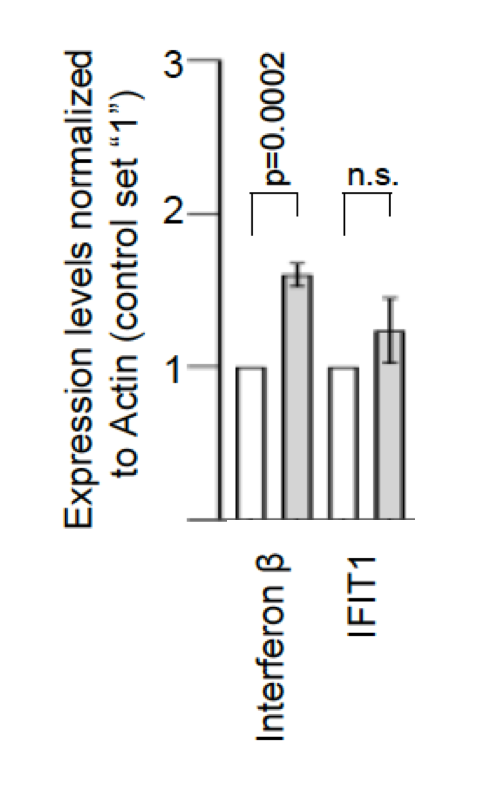 Expression levels normalized
to Actin (control set “1”)
3
2
1
p=0.0002
n.s.
Interferon β
IFIT1